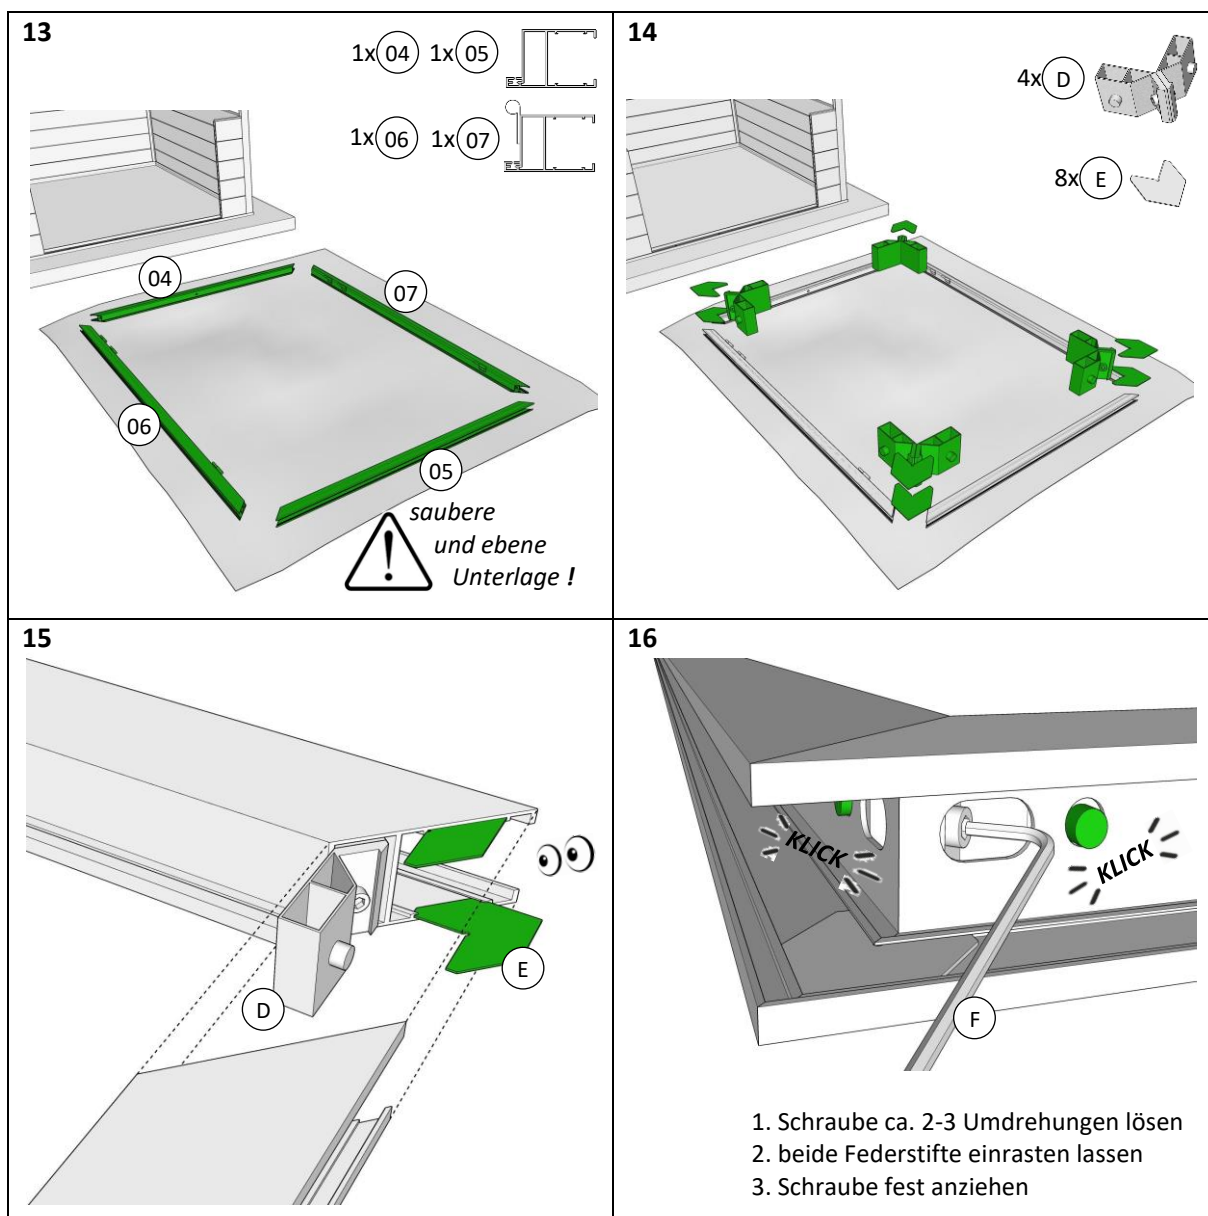 13
1x 04 1x 05
1x 06 1x 07
04
07
06
05
saubere
und ebene
Unterlage !
14
4x D
8x E
15
D
E
16
KLICK
KLICK
F
1. Schraube ca. 2-3 Umdrehungen lösen
2. beide Federstifte einrasten lassen
3. Schraube fest anziehen